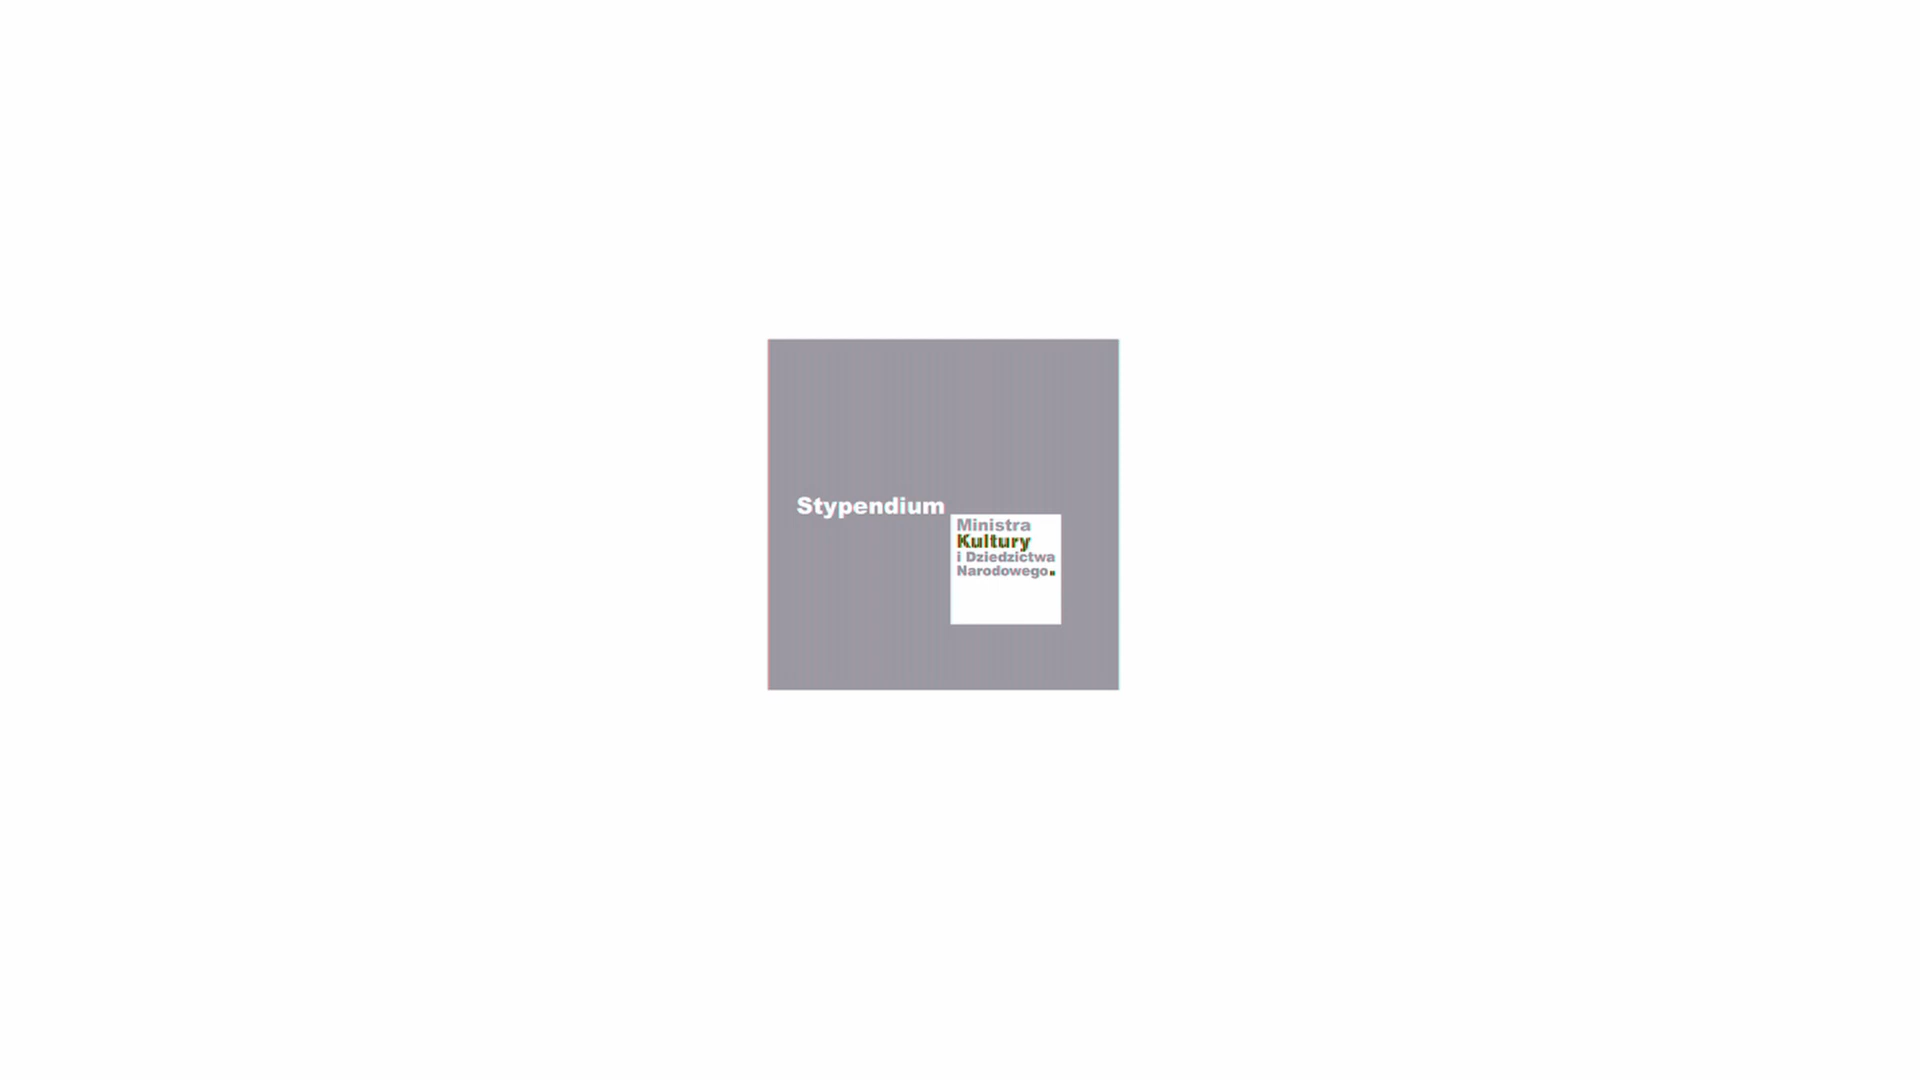 Stypendium
Ministra
Kultury
i Dziedzictwa
Narodowego.